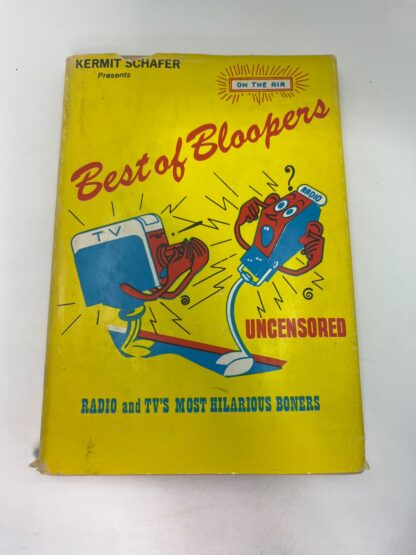 KERMIT SCHAFER
Presents
ON THE AIR
Best of Bloopers
TV
RADIO
?
UNCENSORED
RADIO and TV'S MOST HILARIOUS BONERS